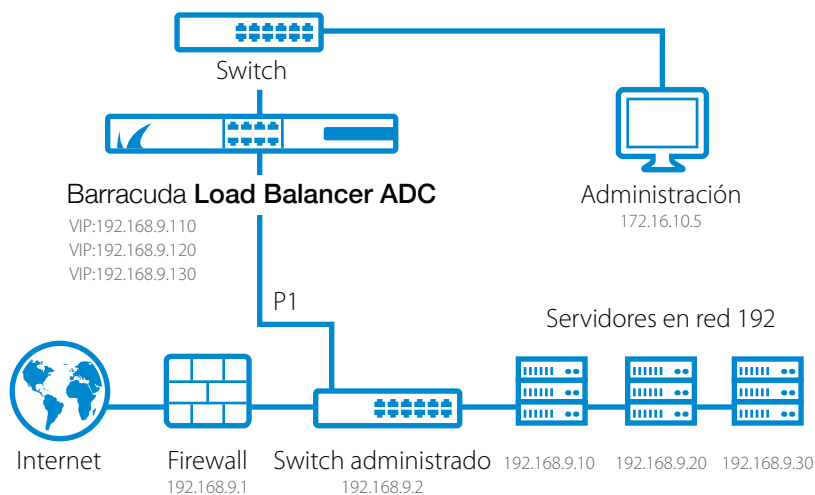 Switch
Barracuda Load Balancer ADC
VIP:192.168.9.110
VIP:192.168.9.120
VIP:192.168.9.130
Administración
172.16.10.5
P1
Servidores en red 192
Internet
Firewall
192.168.9.1
Switch administrado
192.168.9.2
192.168.9.10
192.168.9.20
192.168.9.30